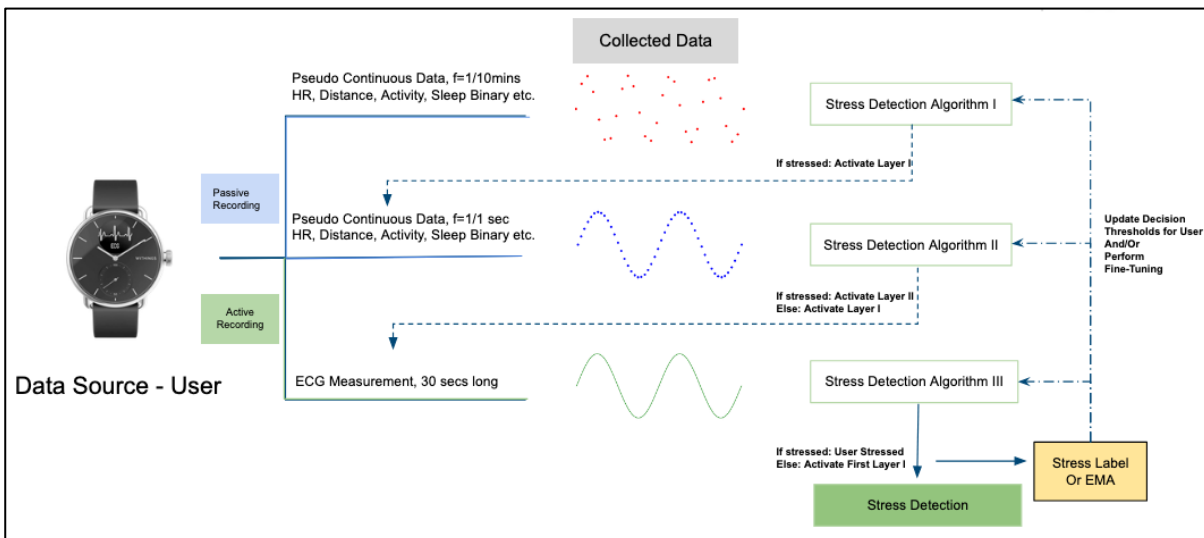 Collected Data
Pseudo Continuous Data, f=1/10mins
HR, Distance, Activity, Sleep Binary etc.
Stress Detection Algorithm I
If stressed: Activate Layer I
Passive
Recording
Pseudo Continuous Data, f=1/1 sec
HR, Distance, Activity, Sleep Binary etc.
Stress Detection Algorithm II
Update Decision
Thresholds for User
And/Or
Perform
Fine-Tuning
ECG
WITHINGS
If stressed: Activate Layer II
Else: Activate Layer I
Active
Recording
Data Source - User
ECG Measurement, 30 secs long
Stress Detection Algorithm III
If stressed: User Stressed
Else: Activate First Layer I
Stress Label
Or EMA
Stress Detection